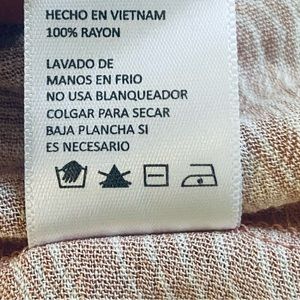 HECHO EN VIETNAM
100% RAYON
LAVADO DE
MANOS EN FRIO
NO USA BLANQUEADOR
COLGAR PARA SECAR
BAJA PLANCHA SI
ES NECESARIO